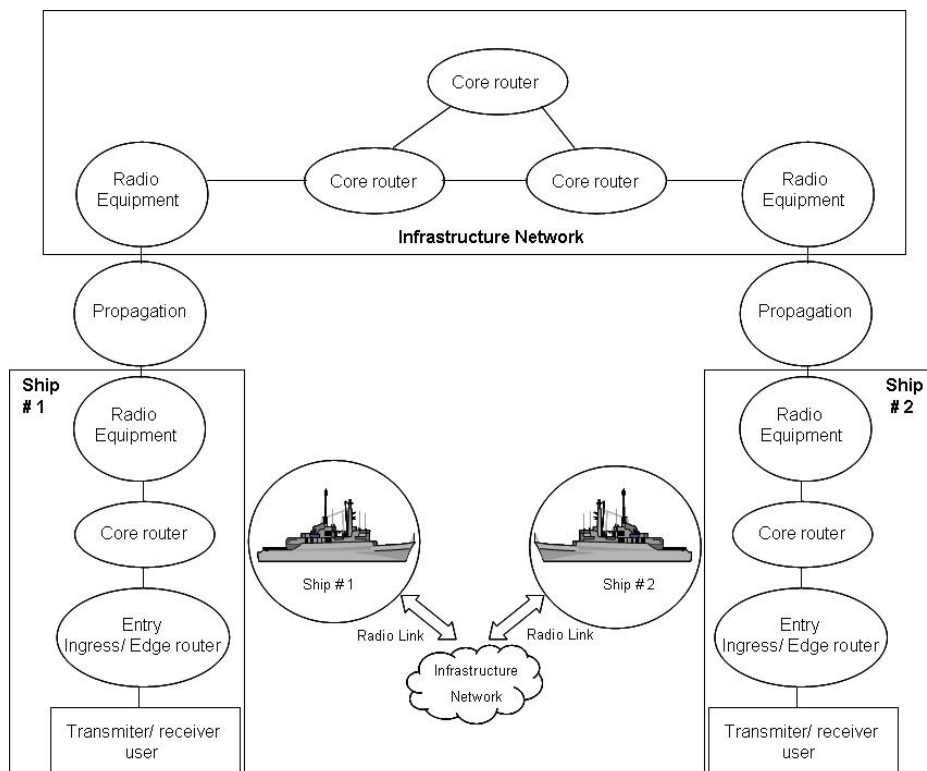 Core router
Core router
Core router
Radio
Equipment
Radio
Equipment
Infrastructure Network
Propagation
Propagation
Ship
# 1
Radio
Equipment
Core router
Entry
Ingress/ Edge router
Transmiter/ receiver
user
Ship # 1
Ship # 2
Radio Link
Radio Link
Infrastructure
Network
Ship
# 2
Radio
Equipment
Core router
Entry
Ingress/ Edge router
Transmiter/ receiver
user